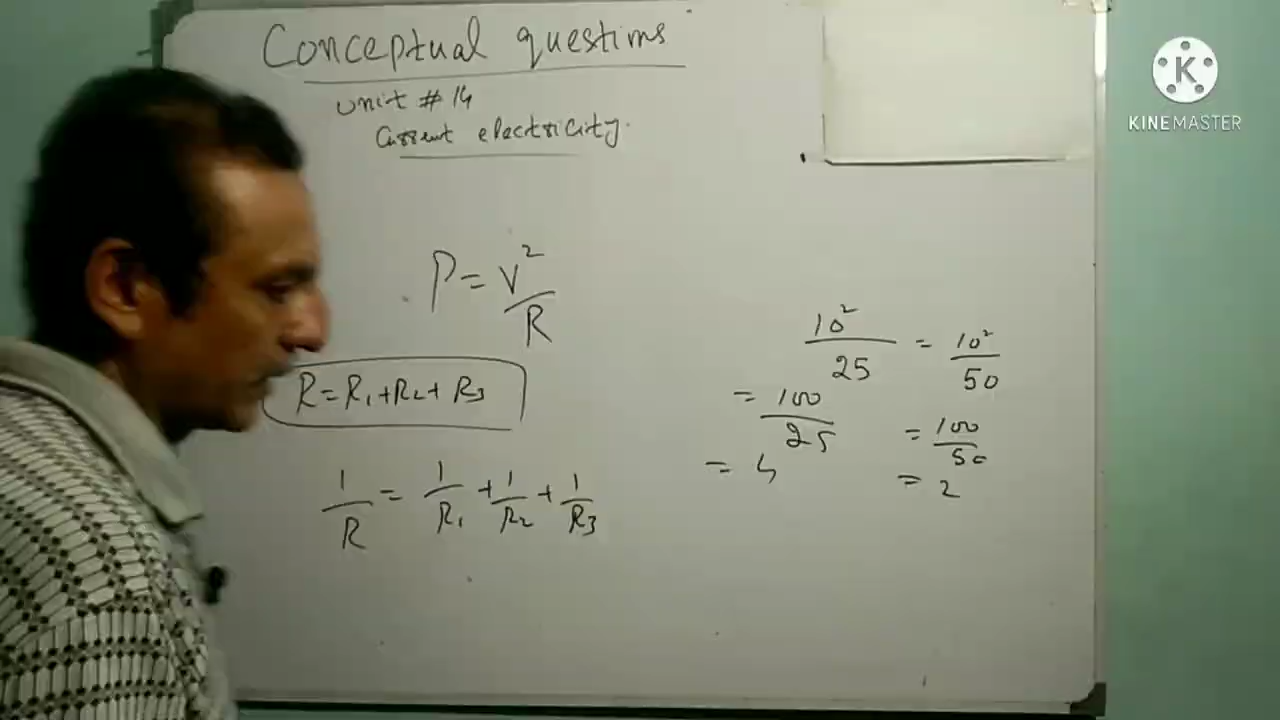 Conceptual questions
Unit # 14
Current electricity.
P = V²/R
R = R₁ + R₂ + R₃
1/R = 1/R₁ + 1/R₂ + 1/R₃
10²/25 = 10²/50
= 100/25 = 100/50
= 4 = 2
K
KINEMASTER